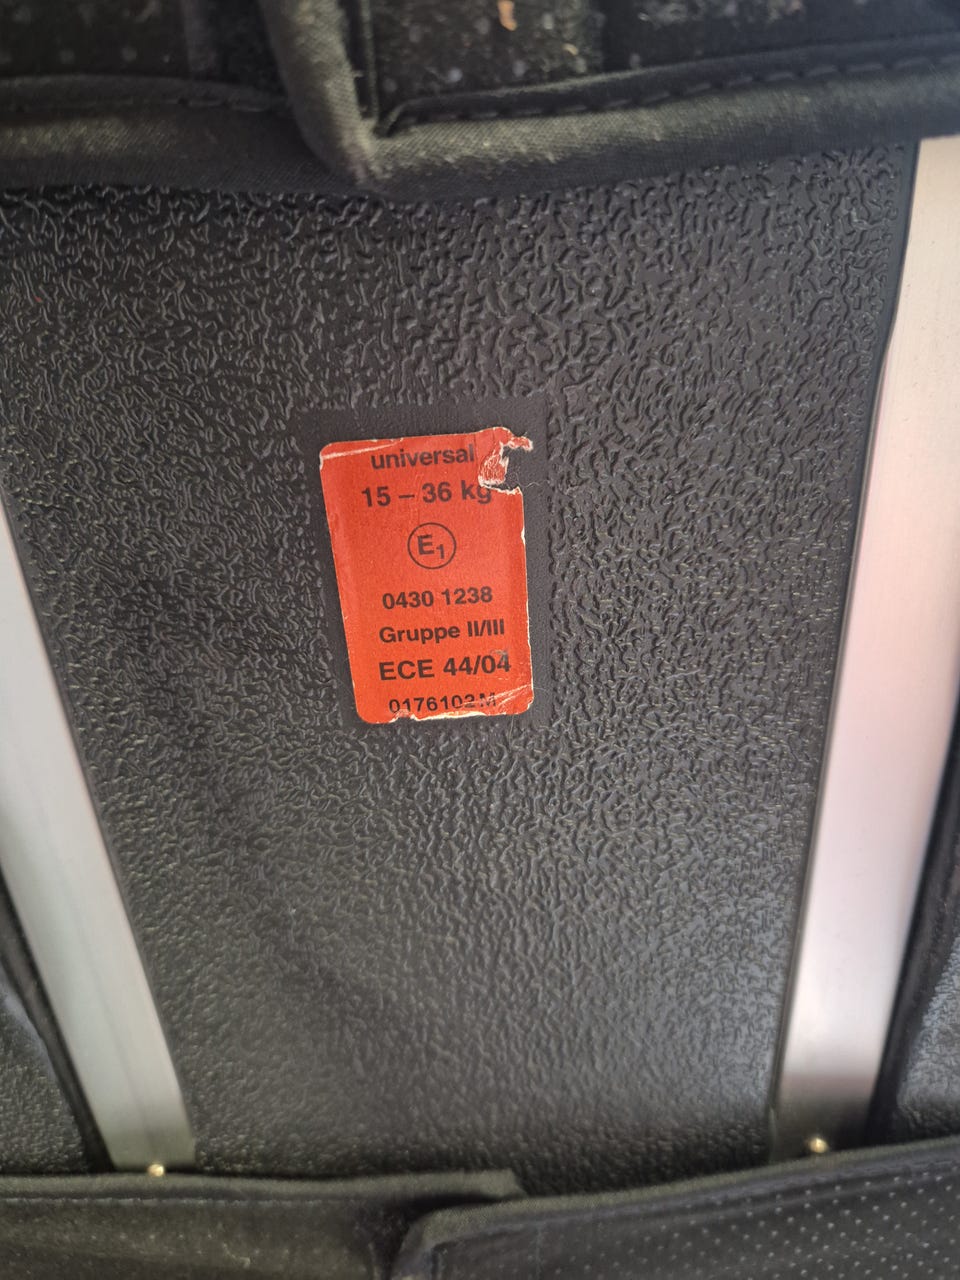 universal
15 – 36 kg
E1
0430 1238
Gruppe II/III
ECE 44/04
0176102 M